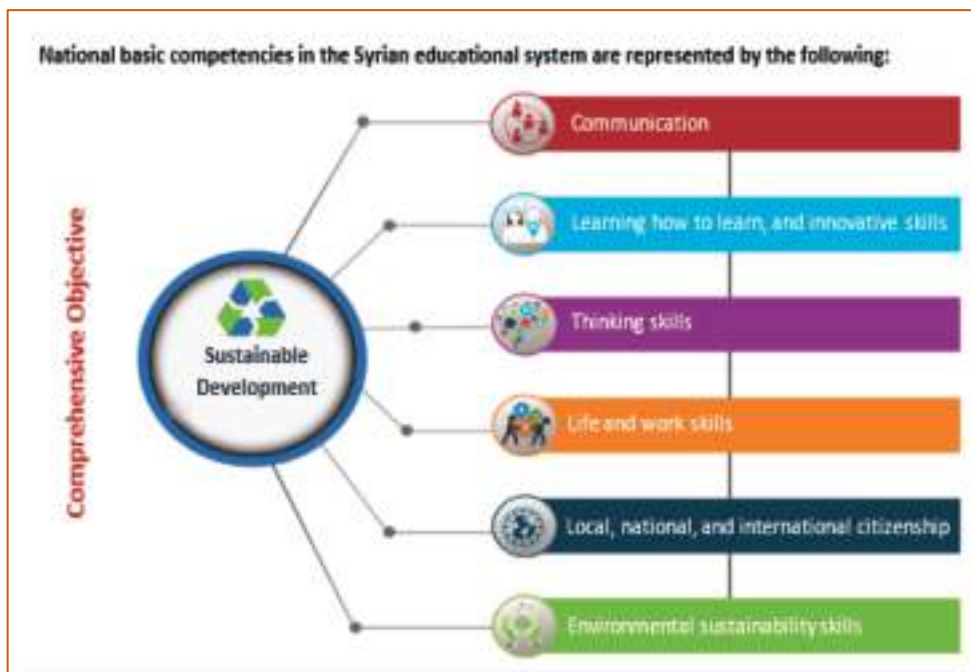 National basic competencies in the Syrian educational system are represented by the following:
Comprehensive Objective
Sustainable
Development
Communication
Learning how to learn, and innovative skills
Thinking skills
Life and work skills
Local, national, and international citizenship
Environmental sustainability skills